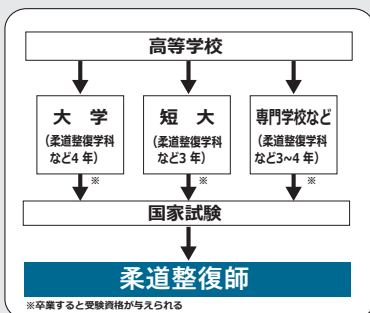 高等学校
大学
(柔道整復学科
など4年)
※
短大
(柔道整復学科
など3年)
※
専門学校など
(柔道整復学科
など3~4年)
※
国家試験
柔道整復師
※卒業すると受験資格が与えられる